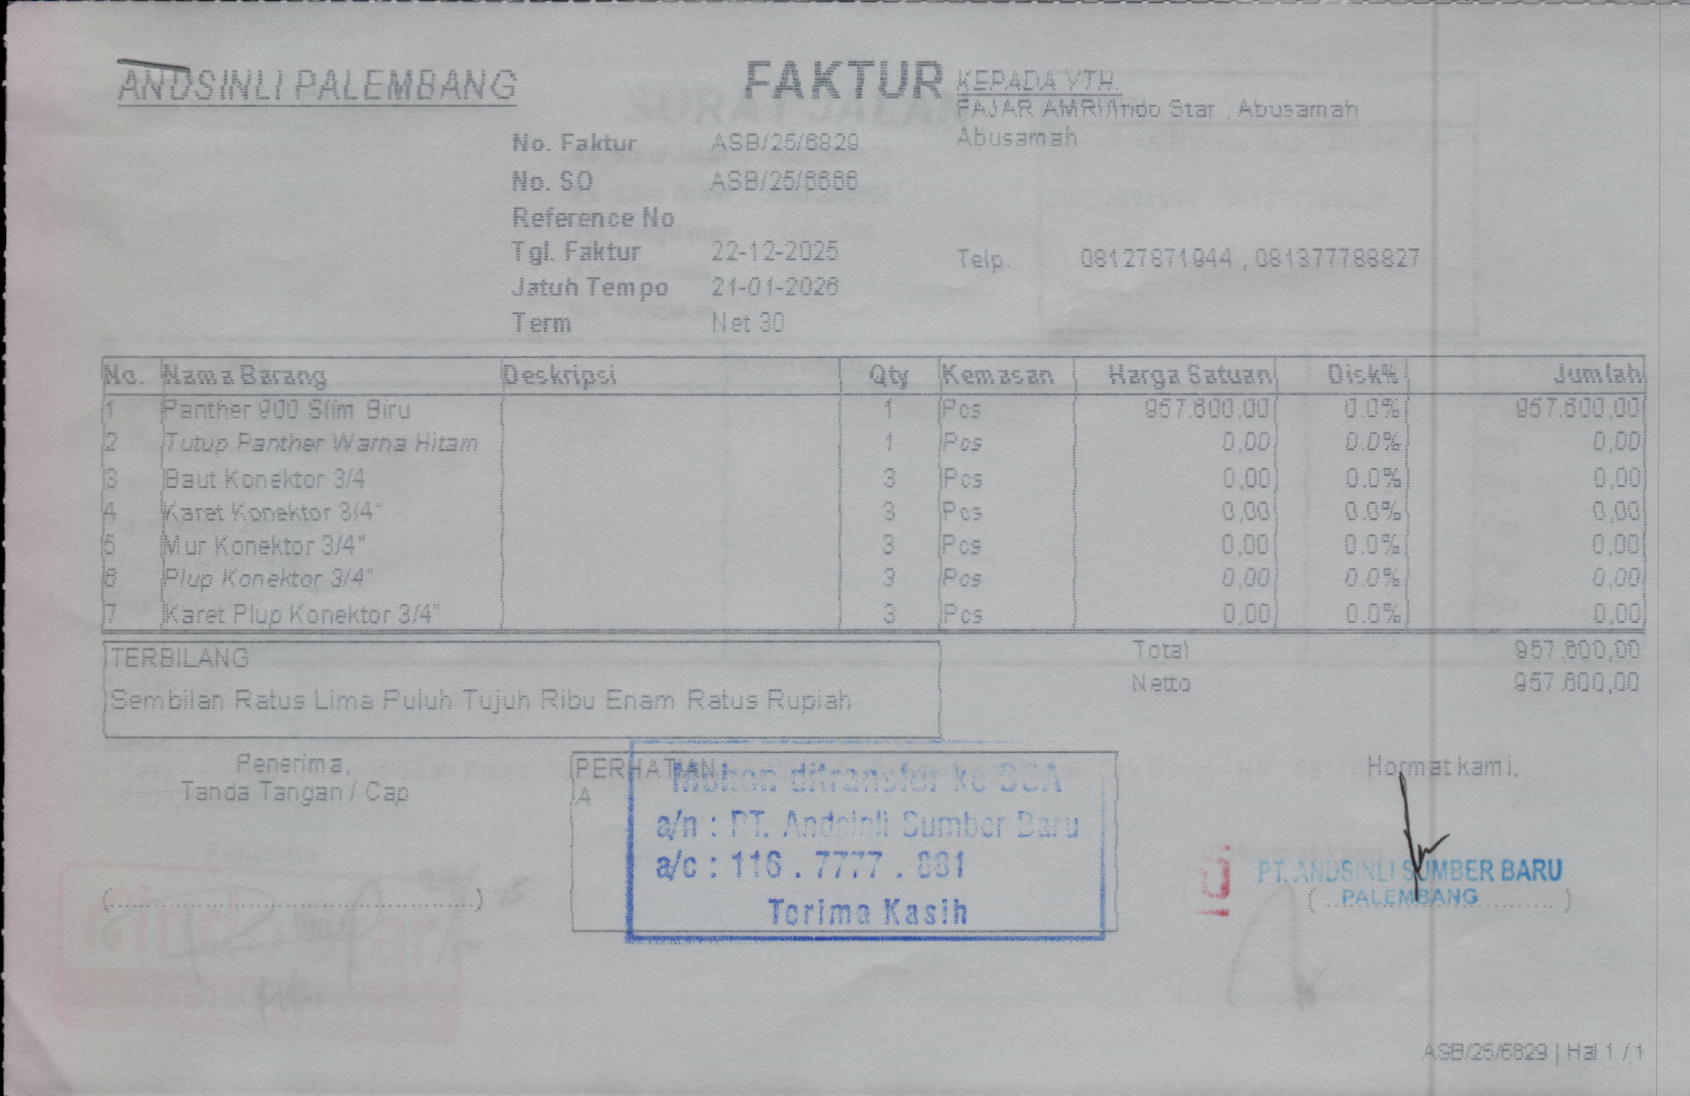 ANDSINLI PALEMBANG
FAKTUR
KEPADA YTH.
FAJAR AMRI/Indo Star , Abusamah
Abusamah
No. Faktur ASB/25/6829
No. SO ASB/25/6666
Reference No
Tgl. Faktur 22-12-2025
Jatuh Tempo 21-01-2026
Term Net 30
Telp. 08127871944 , 081377788827
No. Nama Barang Deskripsi Qty Kemasan Harga Satuan Disk% Jumlah
1 Panther 900 Slim Biru 1 Pcs 957.600,00 0.0% 957.600,00
2 Tutup Panther Warna Hitam 1 Pcs 0,00 0.0% 0,00
3 Baut Konektor 3/4 3 Pcs 0,00 0.0% 0,00
4 Karet Konektor 3/4" 3 Pcs 0,00 0.0% 0,00
5 Mur Konektor 3/4" 3 Pcs 0,00 0.0% 0,00
6 Plup Konektor 3/4" 3 Pcs 0,00 0.0% 0,00
7 Karet Plup Konektor 3/4" 3 Pcs 0,00 0.0% 0,00
TERBILANG
Sembilan Ratus Lima Puluh Tujuh Ribu Enam Ratus Rupiah
Total 957.600,00
Netto 957.600,00
Penerima,
Tanda Tangan / Cap
PERHATIAN
A
Mohon ditransfer ke BCA
a/n : PT. Andsinli Sumber Baru
a/c : 116 . 7777 . 881
Terima Kasih
Hormat kami,
PT. ANDSINLI SUMBER BARU
PALEMBANG
ASB/25/6829 | Hal 1 / 1